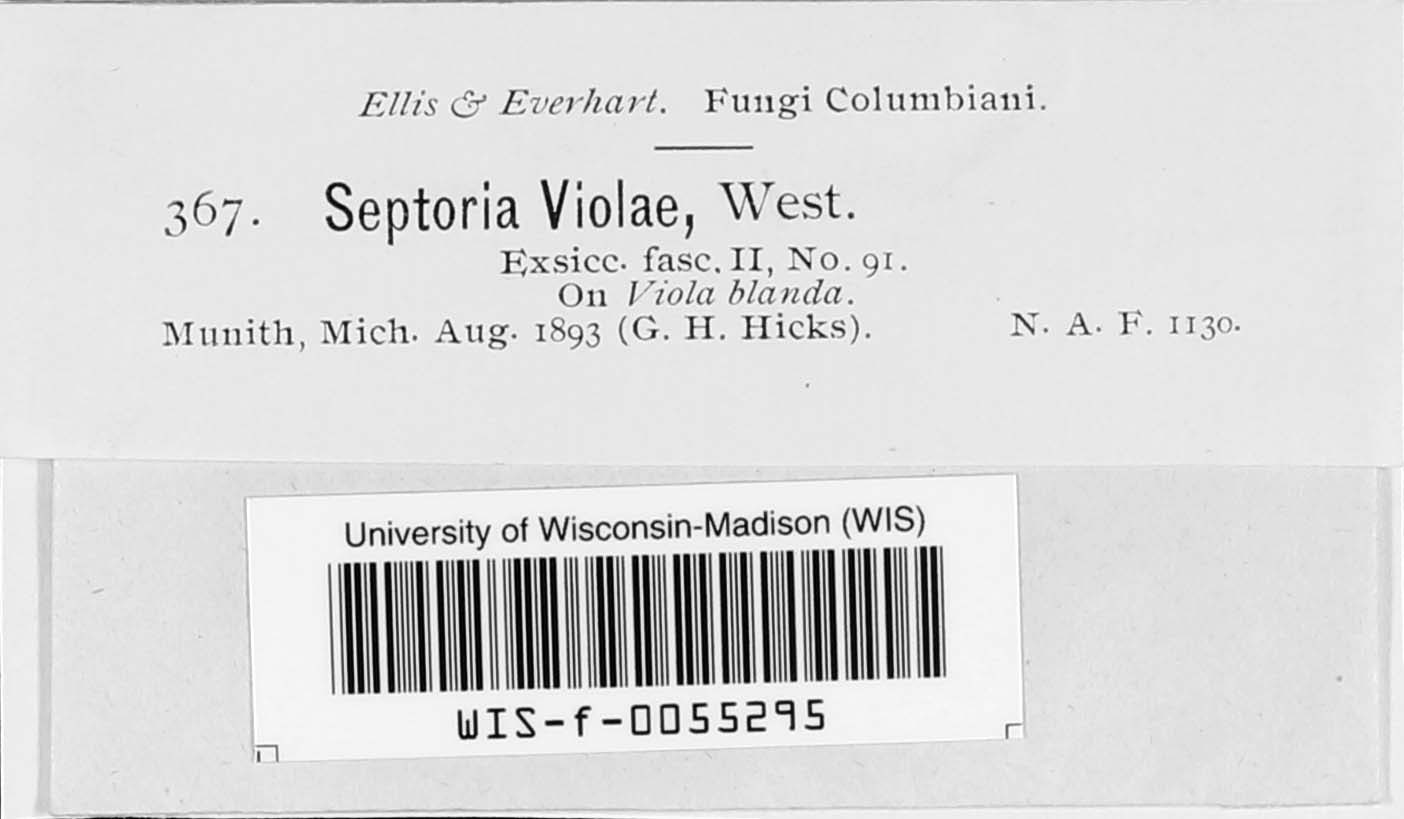 Ellis & Everhart. Fungi Columbiani.
367. Septoria Violae, West.
Exsicc. fasc. II, No. 91.
On Viola blanda.
Munith, Mich. Aug. 1893 (G. H. Hicks). N. A. F. 1130.
University of Wisconsin-Madison (WIS)
WIS-f-0055295